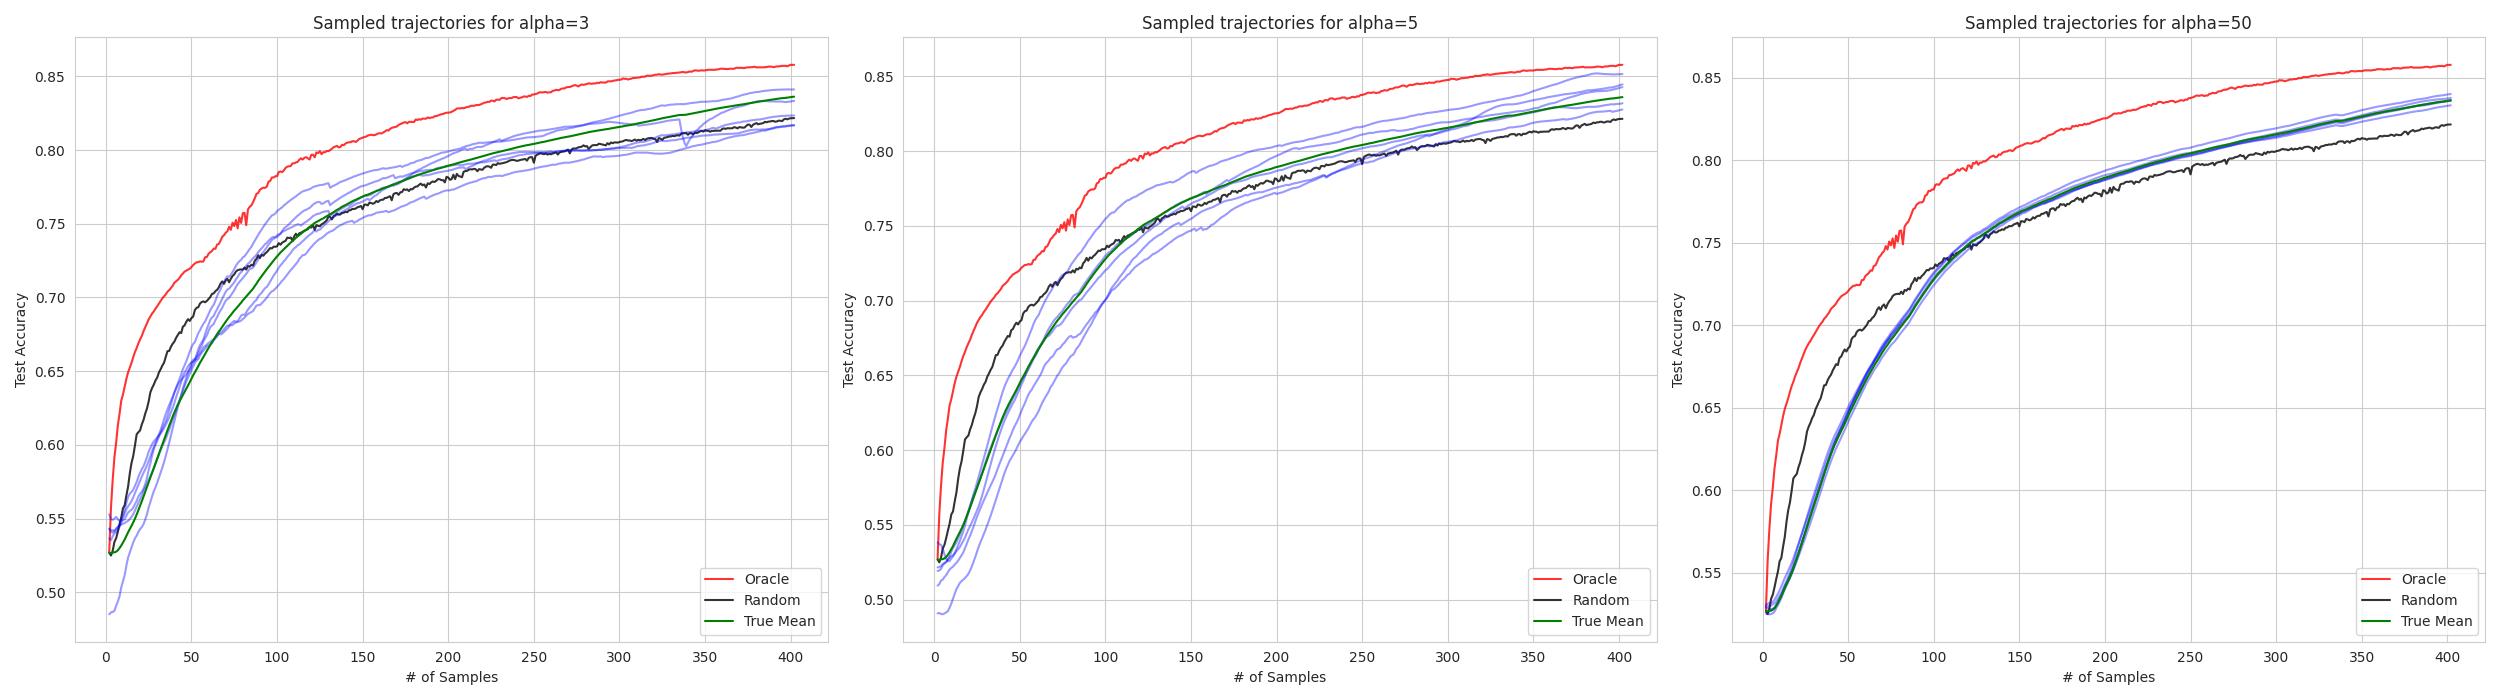 Sampled trajectories for alpha=3
Test Accuracy
0.85
0.80
0.75
0.70
0.65
0.60
0.55
0.50
0
50
100
150
200
250
300
350
400
# of Samples
Oracle
Random
True Mean
Sampled trajectories for alpha=5
Test Accuracy
0.85
0.80
0.75
0.70
0.65
0.60
0.55
0.50
0
50
100
150
200
250
300
350
400
# of Samples
Oracle
Random
True Mean
Sampled trajectories for alpha=50
Test Accuracy
0.85
0.80
0.75
0.70
0.65
0.60
0.55
0
50
100
150
200
250
300
350
400
# of Samples
Oracle
Random
True Mean